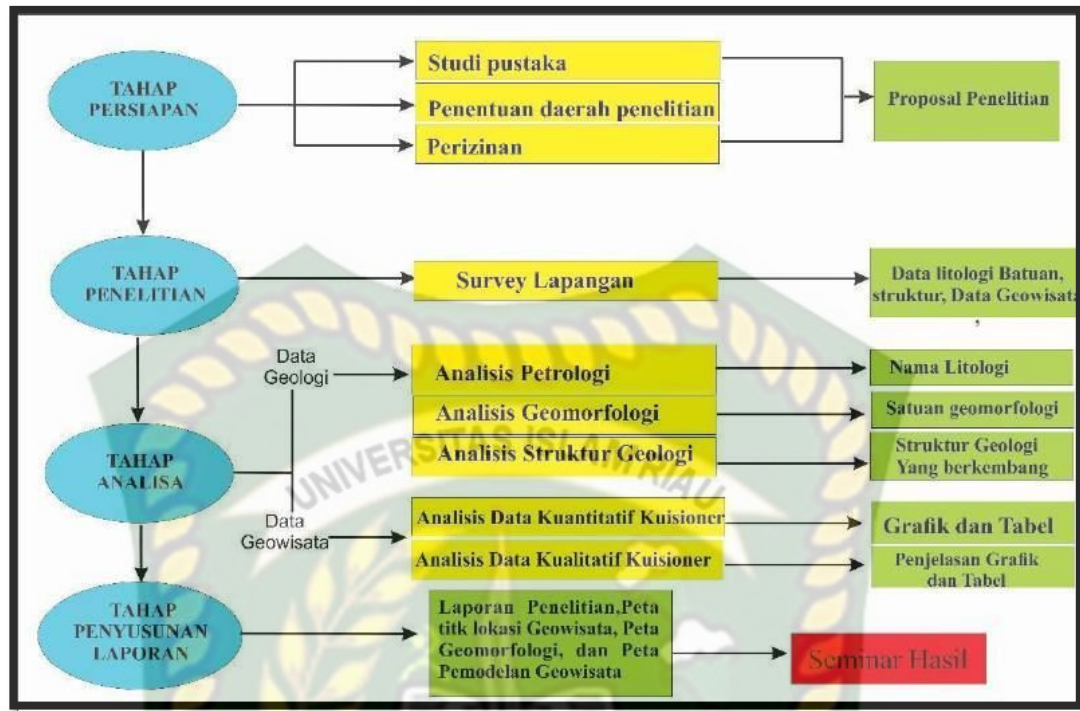 TAHAP
PERSIAPAN
Studi pustaka
Penentuan daerah penelitian
Perizinan
Proposal Penelitian
TAHAP
PENELITIAN
Survey Lapangan
Data litologi Batuan,
struktur, Data Geowisata
,
TAHAP
ANALISA
Data
Geologi
Analisis Petrologi
Nama Litologi
Analisis Geomorfologi
Satuan geomorfologi
Analisis Struktur Geologi
Struktur Geologi
Yang berkembang
Data
Geowisata
Analisis Data Kuantitatif Kuisioner
Grafik dan Tabel
Analisis Data Kualitatif Kuisioner
Penjelasan Grafik
dan Tabel
TAHAP
PENYUSUNAN
LAPORAN
Laporan Penelitian,Peta
titk lokasi Geowisata, Peta
Geomorfologi, dan Peta
Pemodelan Geowisata
Seminar Hasil
UNIVERSITAS ISLAM RIAU